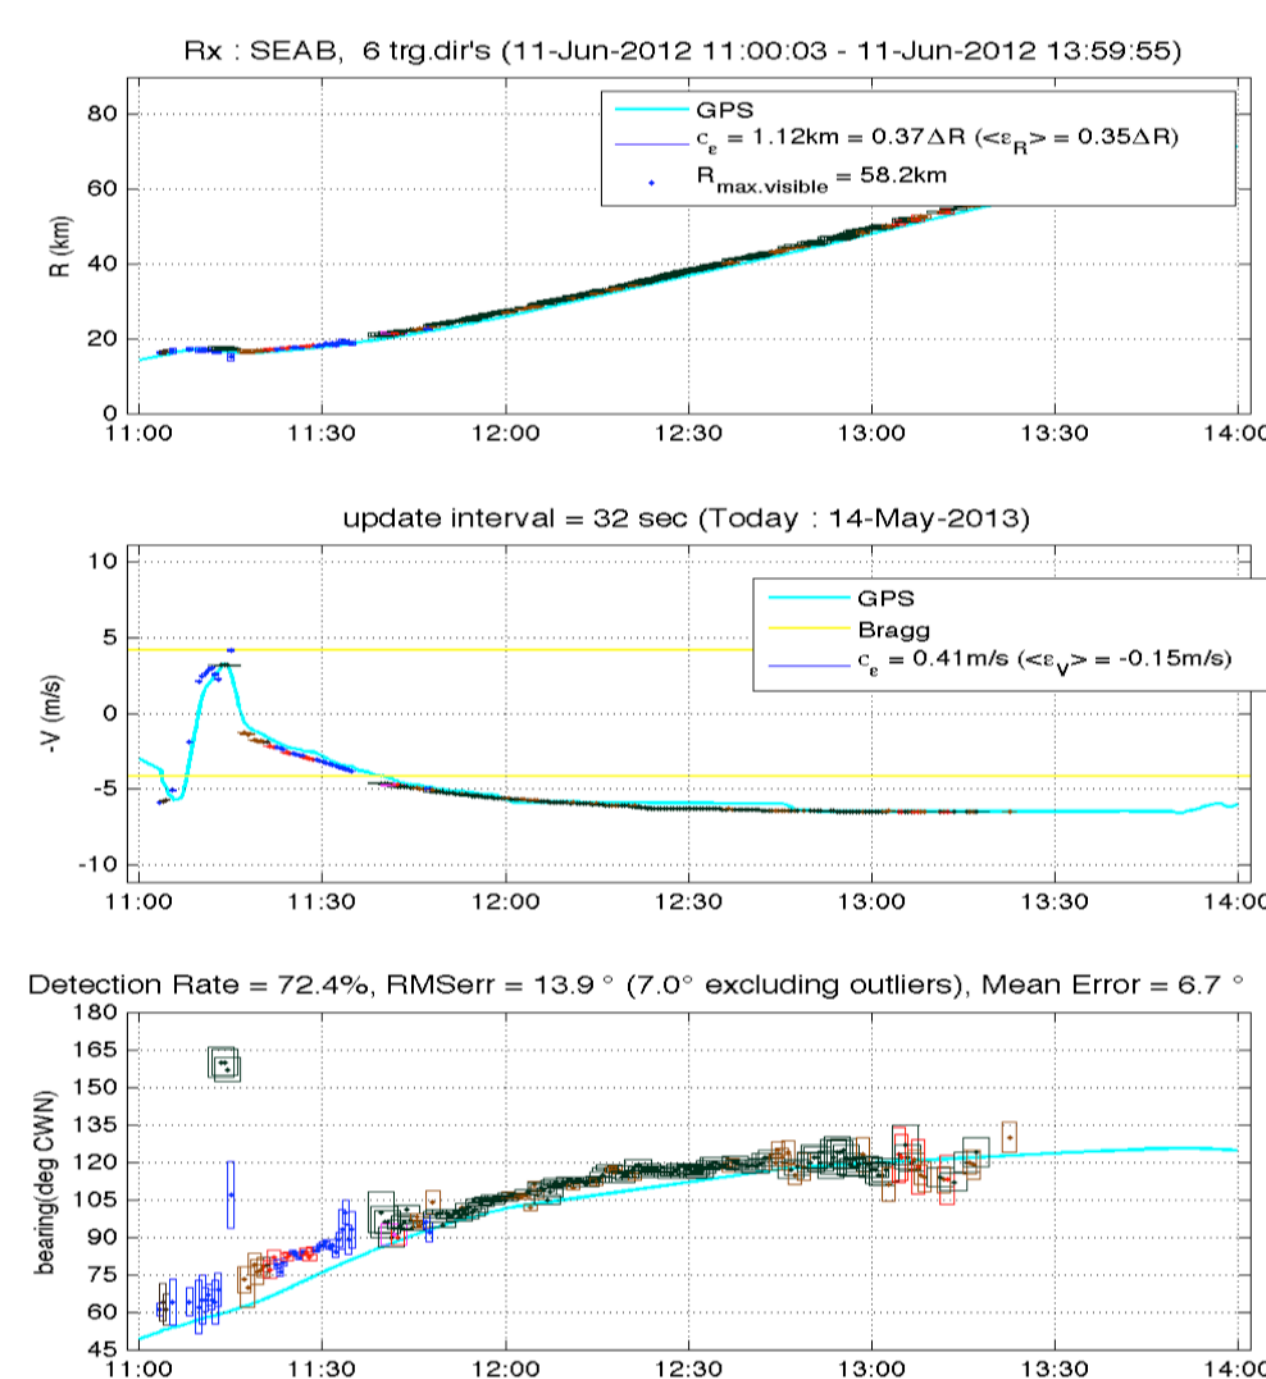 Rx : SEAB,  6 trg.dir's (11-Jun-2012 11:00:03 - 11-Jun-2012 13:59:55)
GPS
cε = 1.12km = 0.37ΔR (<εR> = 0.35ΔR)
Rmax.visible = 58.2km
R (km)
80
60
40
20
0
11:00 11:30 12:00 12:30 13:00 13:30 14:00
update interval = 32 sec (Today : 14-May-2013)
GPS
Bragg
cε = 0.41m/s (<εV> = -0.15m/s)
-V (m/s)
10
5
0
-5
-10
11:00 11:30 12:00 12:30 13:00 13:30 14:00
Detection Rate = 72.4%, RMSerr = 13.9 ° (7.0° excluding outliers), Mean Error = 6.7 °
bearing(deg CWN)
180
165
150
135
120
105
90
75
60
45
11:00 11:30 12:00 12:30 13:00 13:30 14:00